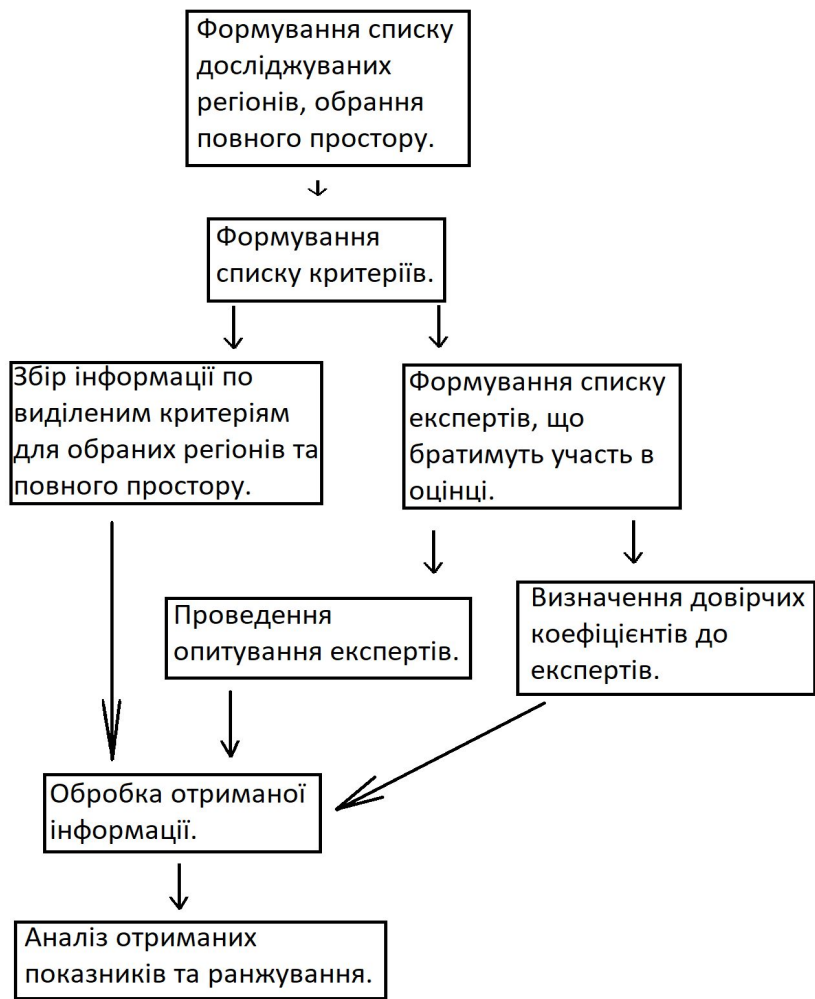 Формування списку
досліджуваних
регіонів, обрання
повного простору.
Формування
списку критеріїв.
Збір інформації по
виділеним критеріям
для обраних регіонів та
повного простору.
Формування списку
експертів, що
братимуть участь в
оцінці.
Проведення
опитування експертів.
Визначення довірчих
коефіцієнтів до
експертів.
Обробка отриманої
інформації.
Аналіз отриманих
показників та ранжування.